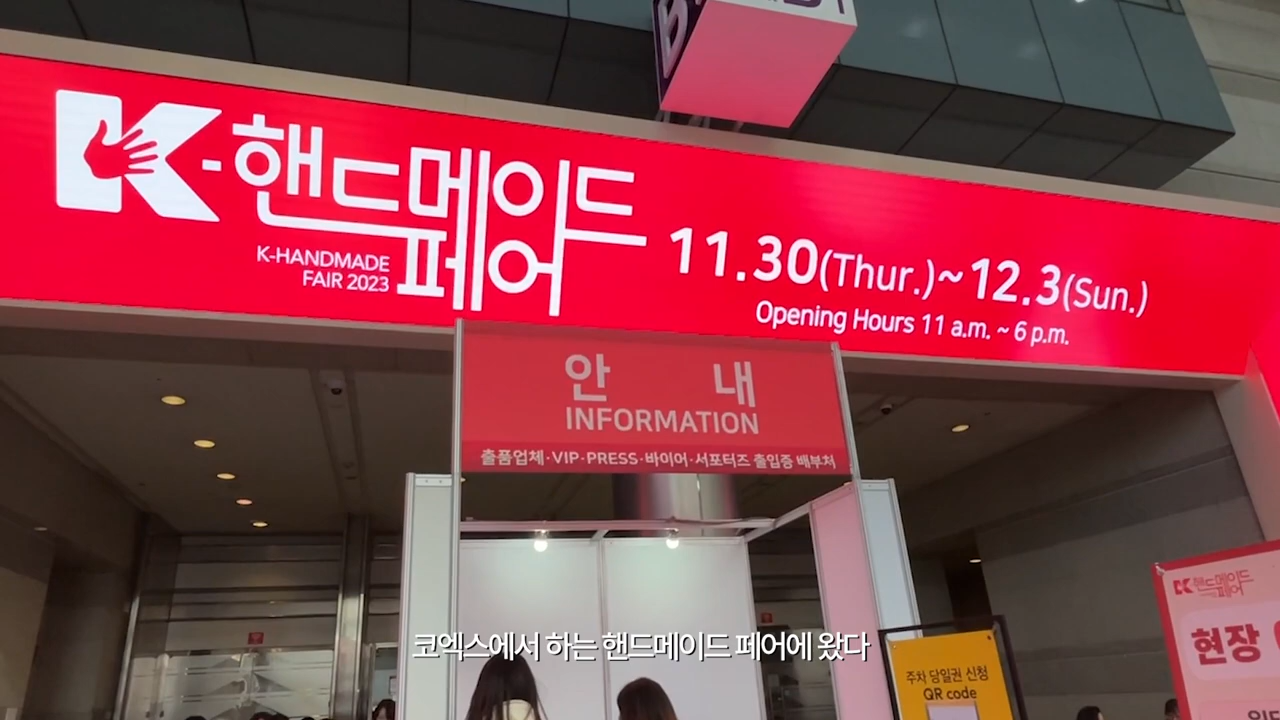 K-핸드메이드
페어
K-HANDMADE
FAIR 2023
11.30(Thur.)~12.3(Sun.)
Opening Hours 11 a.m. ~ 6 p.m.
안 내
INFORMATION
출품업체·VIP·PRESS·바이어·서포터즈 출입증 배부처
K-핸드메이드
페어
현장
주차 당일권 신청
QR code
코엑스에서 하는 핸드메이드 페어에 왔다